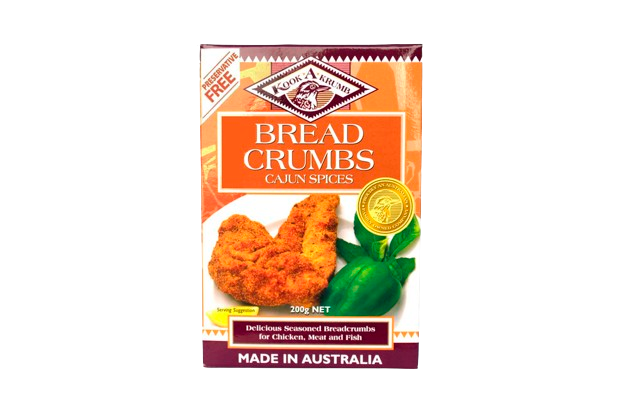 PRESERVATIVE
FREE
KOOK "A" KRUMB
BREAD
CRUMBS
CAJUN SPICES
200g NET
Serving Suggestion
Delicious Seasoned Breadcrumbs
for Chicken, Meat and Fish
MADE IN AUSTRALIA